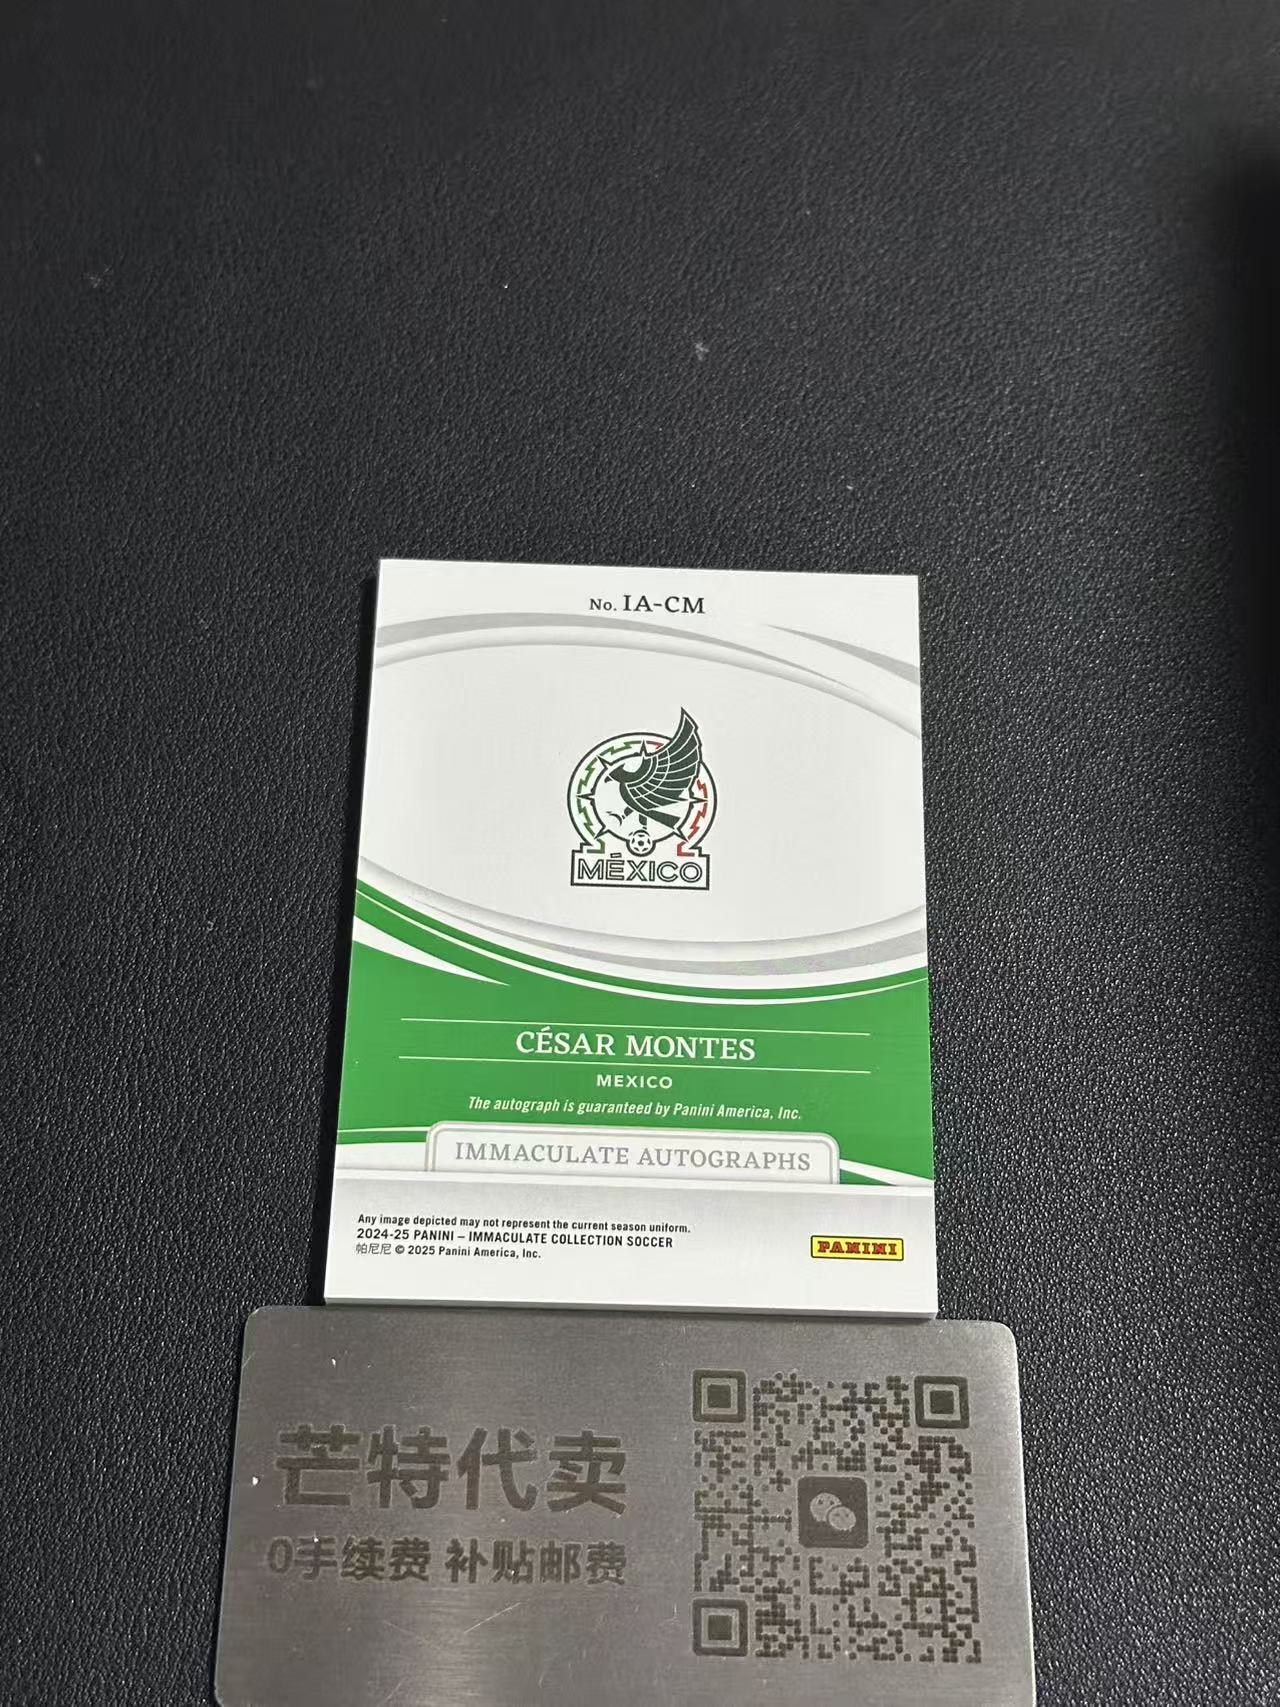 No. IA-CM
MÉXICO
CÉSAR MONTES
MEXICO
The autograph is guaranteed by Panini America, Inc.
IMMACULATE AUTOGRAPHS
Any image depicted may not represent the current season uniform.
2024-25 PANINI – IMMACULATE COLLECTION SOCCER
帕尼尼 © 2025 Panini America, Inc.
PANINI
芒特代卖
0手续费 补贴邮费